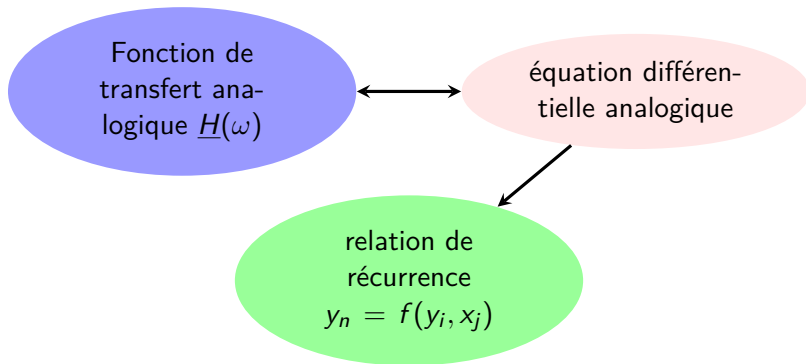 Fonction de
transfert ana-
logique H(ω)
équation différen-
tielle analogique
relation de
récurrence
yₙ = f(yᵢ, xⱼ)